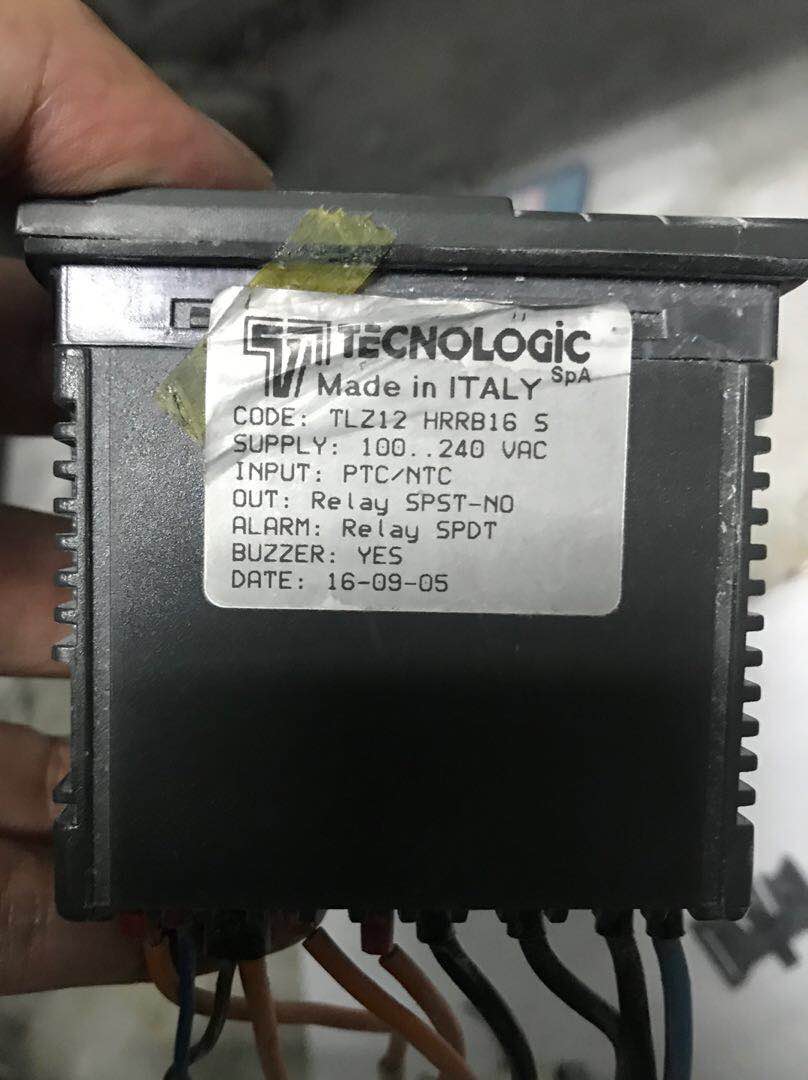 TECNOLOGIC SpA
Made in ITALY
CODE: TLZ12 HRRB16 S
SUPPLY: 100..240 VAC
INPUT: PTC/NTC
OUT: Relay SPST-NO
ALARM: Relay SPDT
BUZZER: YES
DATE: 16-09-05